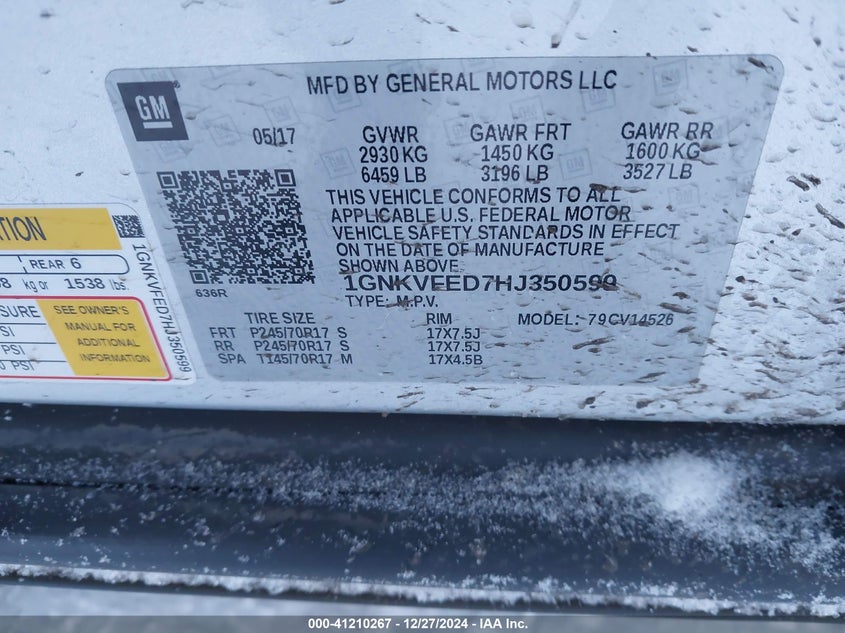 GM
MFD BY GENERAL MOTORS LLC
05/17 GVWR GAWR FRT GAWR RR
2930 KG 1450 KG 1600 KG
6459 LB 3196 LB 3527 LB
THIS VEHICLE CONFORMS TO ALL
APPLICABLE U.S. FEDERAL MOTOR
VEHICLE SAFETY STANDARDS IN EFFECT
ON THE DATE OF MANUFACTURE
SHOWN ABOVE.
1GNKVFED7HJ350599
TYPE: M.P.V.
636R
TIRE SIZE RIM MODEL: 79CV14526
FRT P245/70R17 S 17X7.5J
RR P245/70R17 S 17X7.5J
SPA T145/70R17 M 17X4.5B
REAR 6
kg or 1538 lbs.
SEE OWNER'S
MANUAL FOR
ADDITIONAL
INFORMATION
PSI
PSI
1GNKVFED7HJ350599
000-41210267 - 12/27/2024 - IAA Inc.